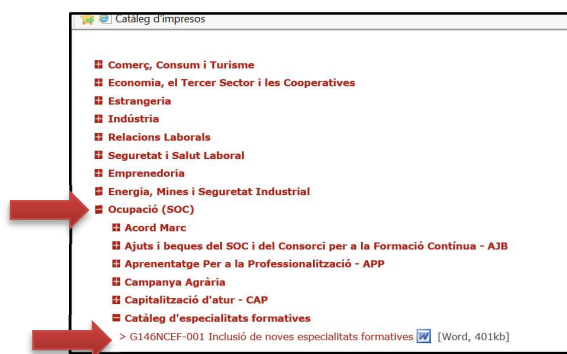 Catàleg d'impresos
Comerç, Consum i Turisme
Economia, el Tercer Sector i les Cooperatives
Estrangeria
Indústria
Relacions Laborals
Seguretat i Salut Laboral
Emprenedoria
Energia, Mines i Seguretat Industrial
Ocupació (SOC)
Acord Marc
Ajuts i beques del SOC i del Consorci per a la Formació Contínua - AJB
Aprenentatge Per a la Professionalització - APP
Campanya Agrària
Capitalització d'atur - CAP
Catàleg d'especialitats formatives
> G146NCEF-001 Inclusió de noves especialitats formatives [Word, 401kb]